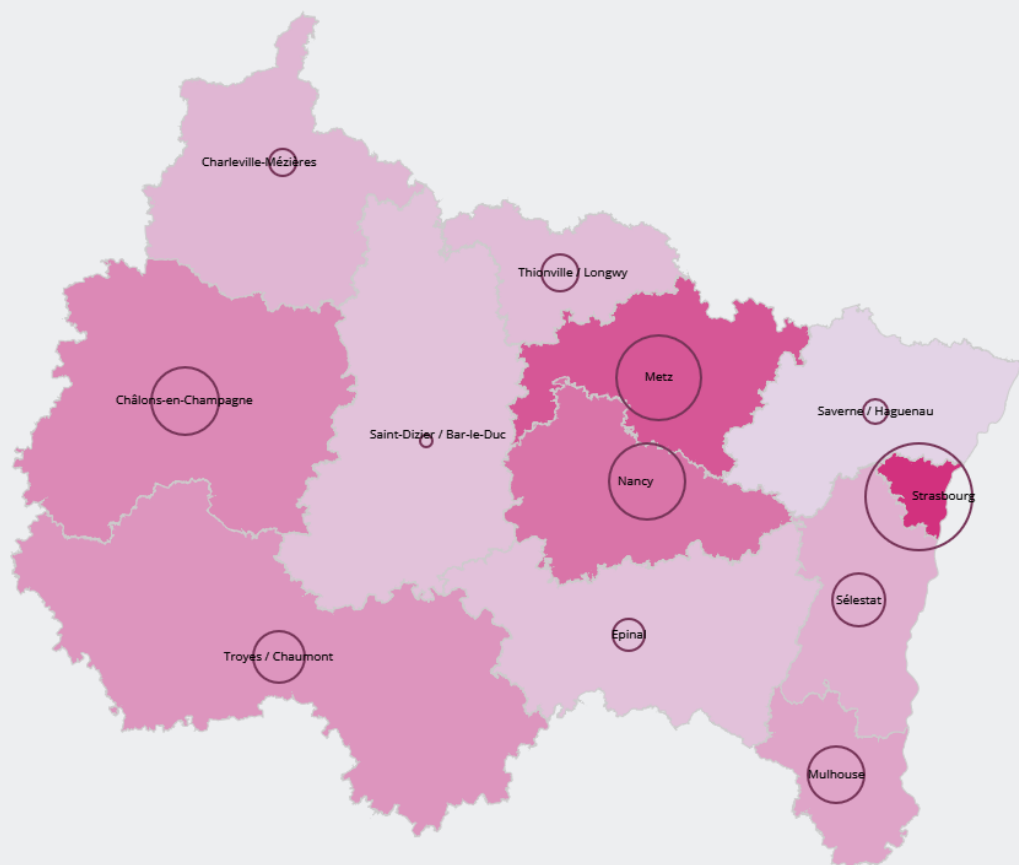 Charleville-Mézières
Thionville / Longwy
Metz
Châlons-en-Champagne
Saverne / Haguenau
Saint-Dizier / Bar-le-Duc
Nancy
Strasbourg
Sélestat
Epinal
Troyes / Chaumont
Mulhouse